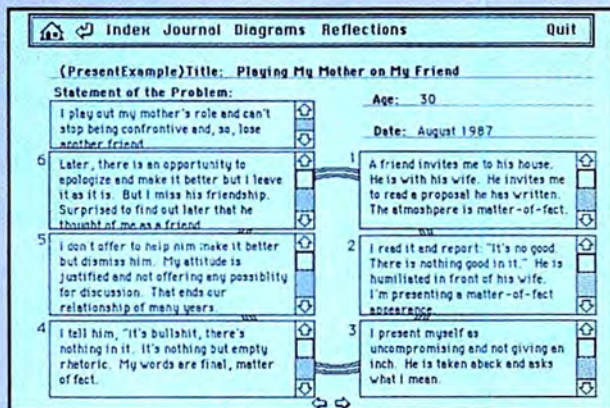 Index Journal Diagrams Reflections Quit
(PresentExample)Title: Playing My Mother on My Friend
Statement of the Problem:
I play out my mother's role and can't
stop being confrontive and, so, lose
another friend
Age: 30
Date: August 1987
6
Later, there is an opportunity to
apologize and make it better but I leave
it as it is. But I miss his friendship.
Surprised to find out later that he
thought of me as a friend
1
A friend invites me to his house.
He is with his wife. He invites me
to read a proposal he has written.
The atmoshpere is matter-of-fact.
5
I don't offer to help him make it better
but dismiss him. My attitude is
justified and not offering any possiblity
for discussion. That ends our
relationship of many years.
2
I read it and report: "It's no good.
There is nothing good in it." He is
humiliated in front of his wife.
I'm presenting a matter-of-fact
appearance
4
I tell him, "It's bullshit, there's
nothing in it. It's nothing but empty
rhetoric. My words are final, matter
of fact.
3
I present myself as
uncompromising and not giving an
inch. He is taken aback and asks
what I mean.